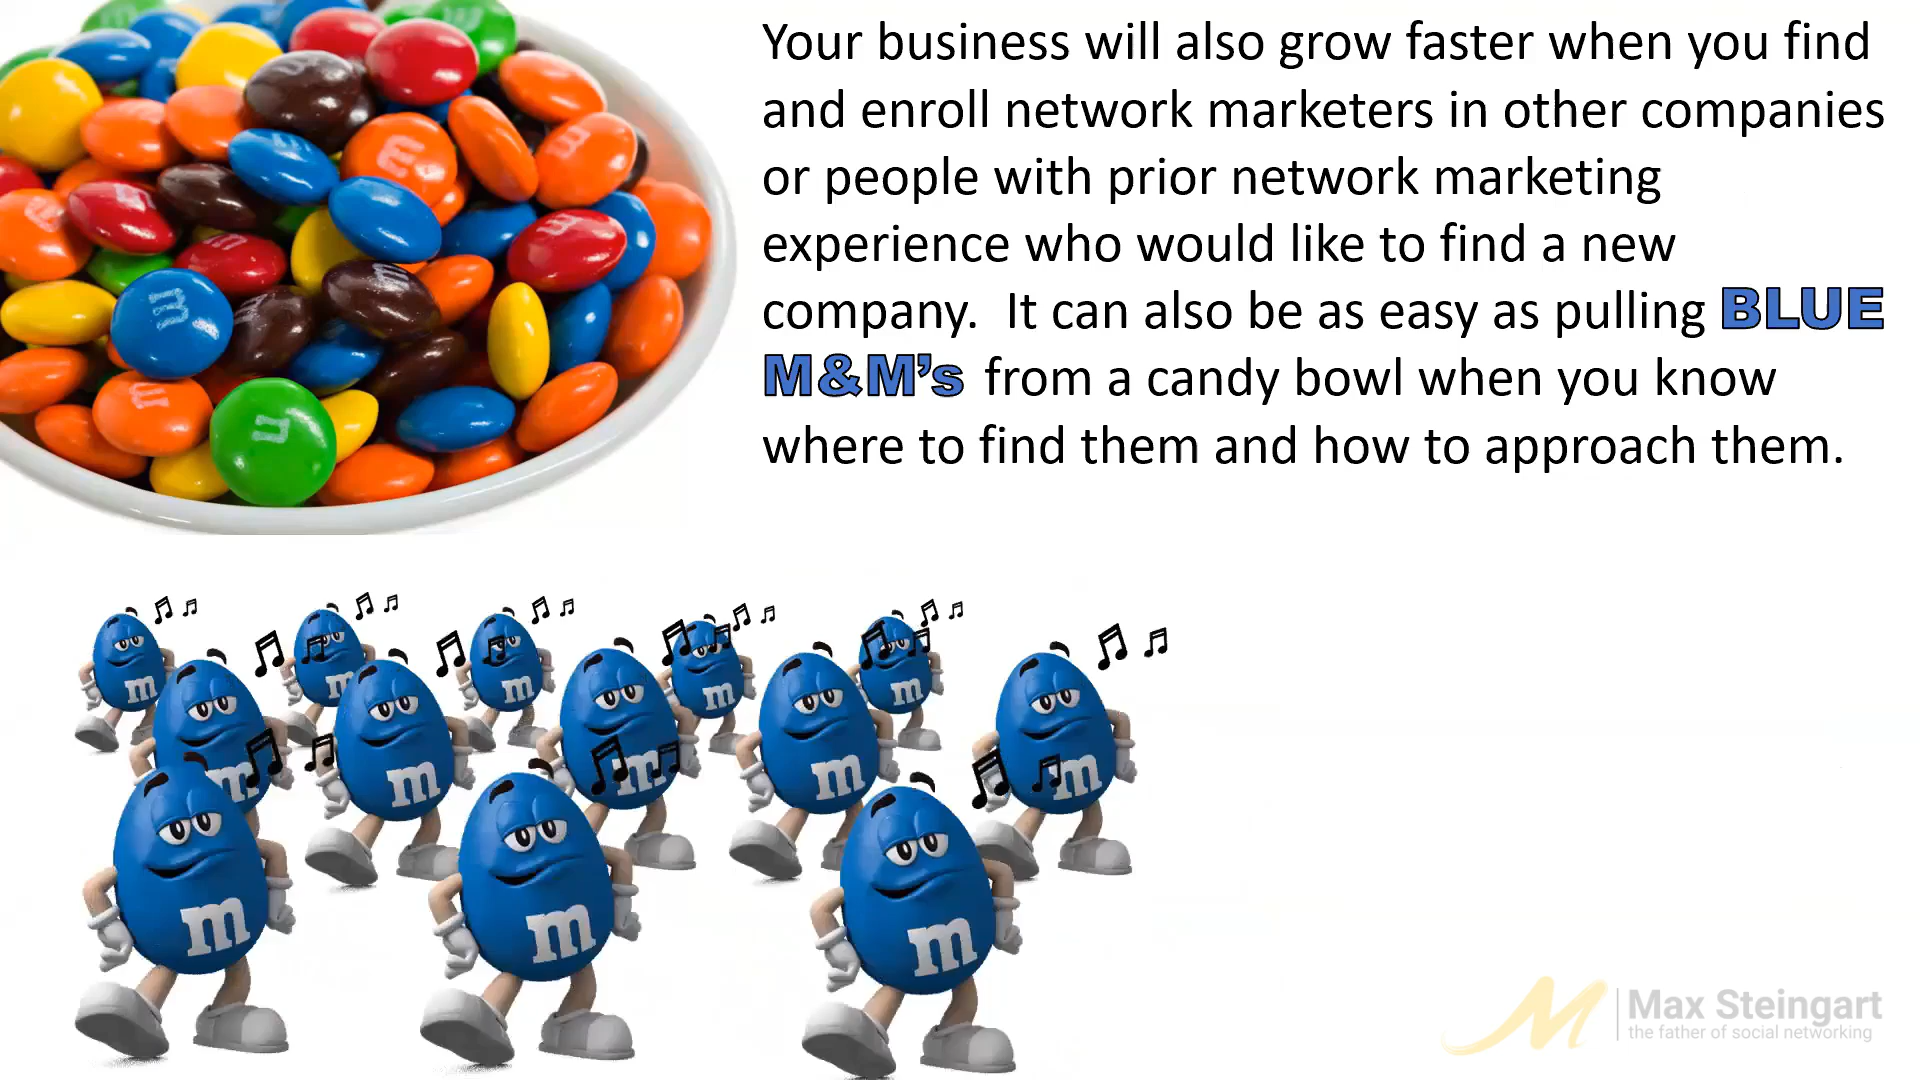 Your business will also grow faster when you find
and enroll network marketers in other companies
or people with prior network marketing
experience who would like to find a new
company.  It can also be as easy as pulling BLUE
M&M’s from a candy bowl when you know
where to find them and how to approach them.
m
m
m
m
m
m
m
m
m
m
m
m
m
Max Steingart
the father of social networking